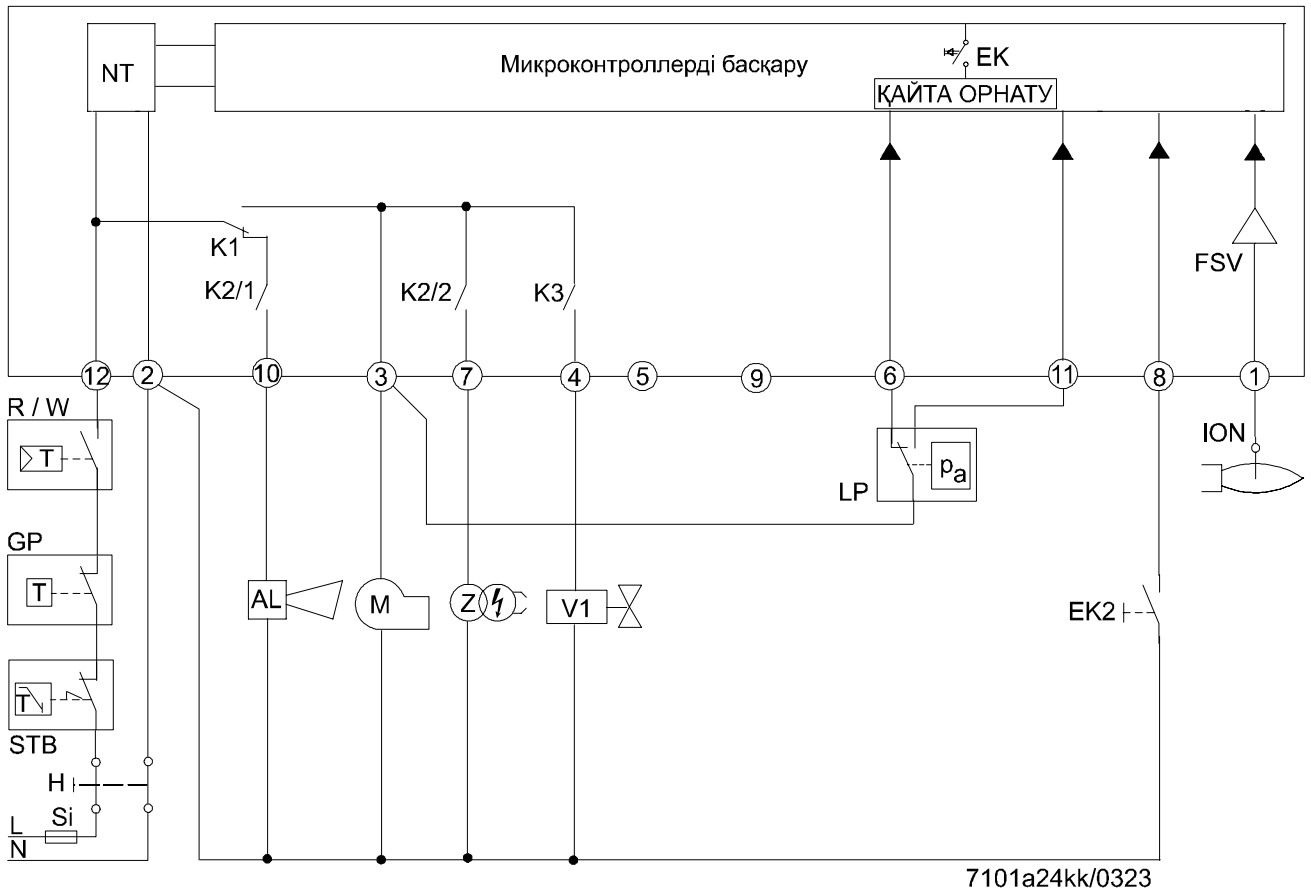 NT
Микроконтроллерді басқару
EK
ҚАЙТА ОРНАТУ
K1
K2/1
K2/2
K3
FSV
12
2
10
3
7
4
5
9
6
11
8
1
R / W
T
LP
pa
ION
GP
T
AL
M
Z
V1
EK2
T
STB
H
Si
L
N
7101a24kk/0323